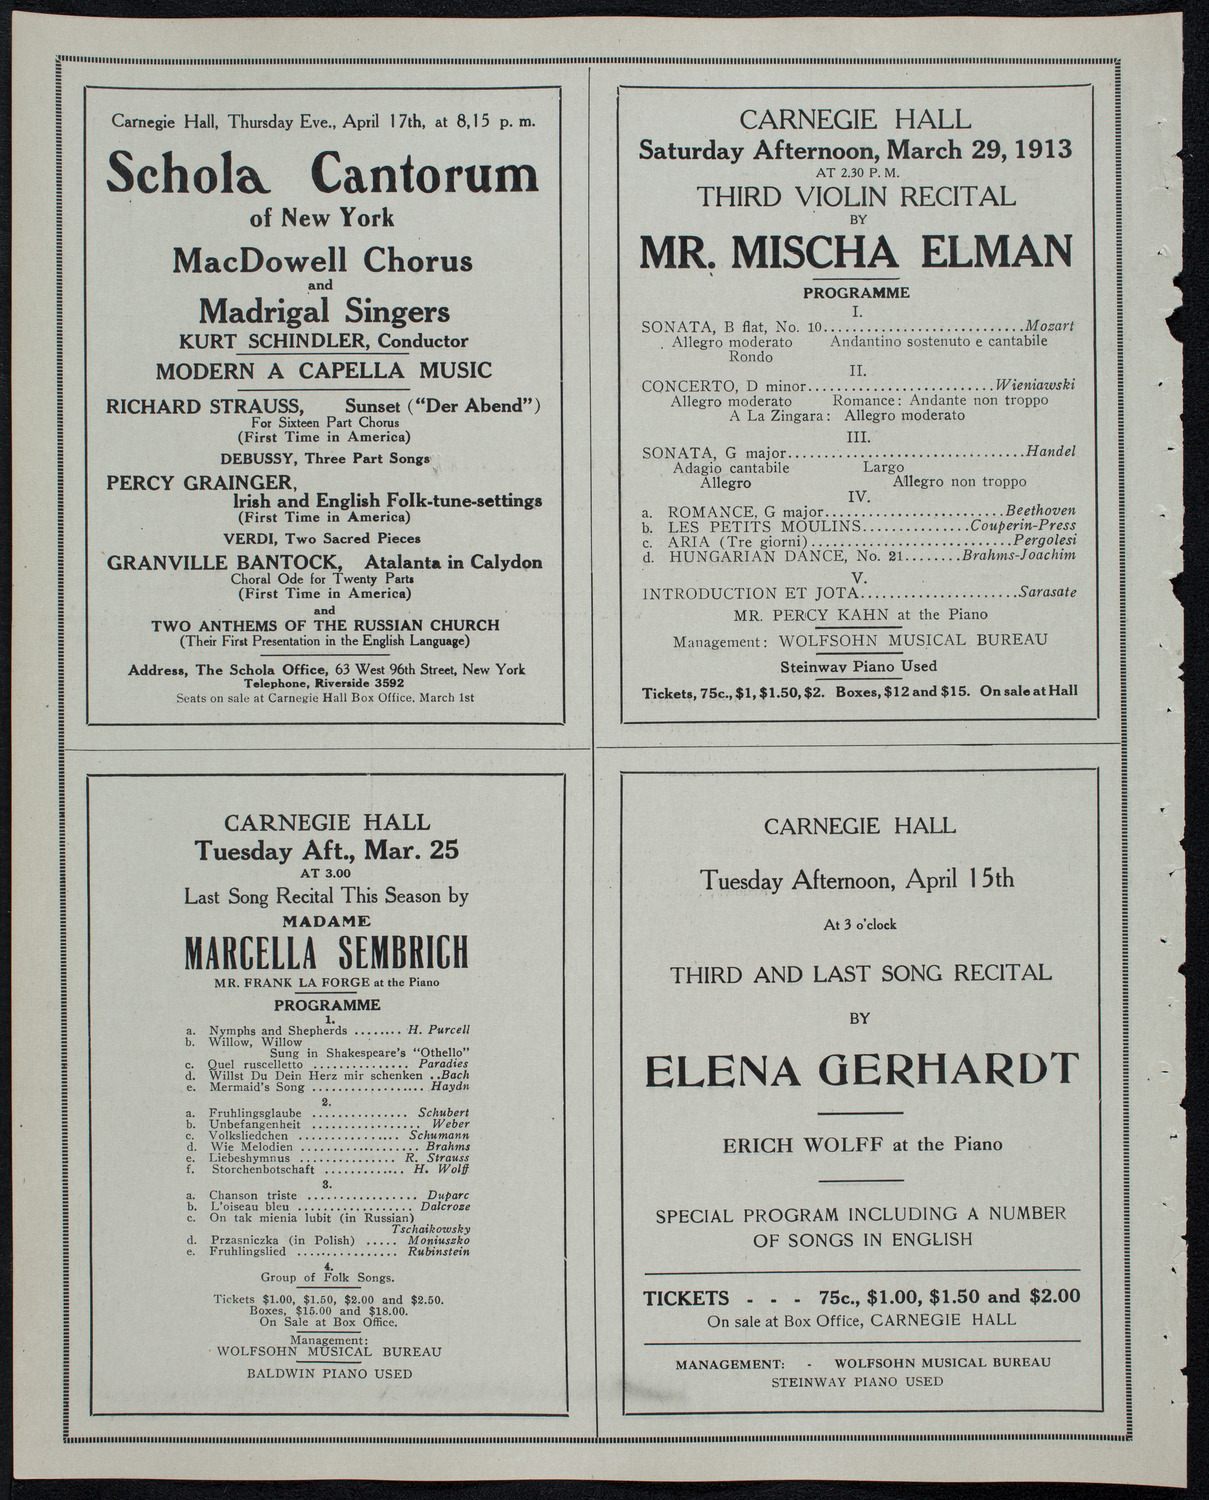 Carnegie Hall, Thursday Eve., April 17th, at 8,15 p. m.
Schola Cantorum
of New York
MacDowell Chorus
and
Madrigal Singers
KURT SCHINDLER, Conductor
MODERN A CAPELLA MUSIC
RICHARD STRAUSS, Sunset ("Der Abend")
For Sixteen Part Chorus
(First Time in America)
DEBUSSY, Three Part Songs
PERCY GRAINGER,
Irish and English Folk-tune-settings
(First Time in America)
VERDI, Two Sacred Pieces
GRANVILLE BANTOCK, Atalanta in Calydon
Choral Ode for Twenty Parts
(First Time in America)
and
TWO ANTHEMS OF THE RUSSIAN CHURCH
(Their First Presentation in the English Language)
Address, The Schola Office, 63 West 96th Street, New York
Telephone, Riverside 3592
Seats on sale at Carnegie Hall Box Office, March 1st
CARNEGIE HALL
Saturday Afternoon, March 29, 1913
AT 2.30 P. M.
THIRD VIOLIN RECITAL
BY
MR. MISCHA ELMAN
PROGRAMME
I.
SONATA, B flat, No. 10..........................Mozart
Allegro moderato Andantino sostenuto e cantabile
Rondo
II.
CONCERTO, D minor........................Wieniawski
Allegro moderato Romance: Andante non troppo
A La Zingara: Allegro moderato
III.
SONATA, G major..............................Handel
Adagio cantabile Largo
Allegro Allegro non troppo
IV.
a. ROMANCE, G major.......................Beethoven
b. LES PETITS MOULINS..............Couperin-Press
c. ARIA (Tre giorni)..........................Pergolesi
d. HUNGARIAN DANCE, No. 21........Brahms-Joachim
V.
INTRODUCTION ET JOTA....................Sarasate
MR. PERCY KAHN at the Piano
Management: WOLFSOHN MUSICAL BUREAU
Steinway Piano Used
Tickets, 75c., $1, $1.50, $2. Boxes, $12 and $15. On sale at Hall
CARNEGIE HALL
Tuesday Aft., Mar. 25
AT 3.00
Last Song Recital This Season by
MADAME
MARCELLA SEMBRICH
MR. FRANK LA FORGE at the Piano
PROGRAMME
1.
a. Nymphs and Shepherds ........ H. Purcell
b. Willow, Willow
Sung in Shakespeare's "Othello"
c. Quel ruscelletto ............... Paradies
d. Willst Du Dein Herz mir schenken ..Bach
e. Mermaid's Song .................. Haydn
2.
a. Fruhlingsglaube ............... Schubert
b. Unbefangenheit ................. Weber
c. Volksliedchen ................ Schumann
d. Wie Melodien ................... Brahms
e. Liebeshymnus ............... R. Strauss
f. Storchenbotschaft ............ H. Wolff
3.
a. Chanson triste ................. Duparc
b. L'oiseau bleu .................. Dalcroze
c. On tak mienia lubit (in Russian)
Tschaikowsky
d. Przasniczka (in Polish) ..... Moniuszko
e. Fruhlingslied ................ Rubinstein
4.
Group of Folk Songs.
Tickets $1.00, $1.50, $2.00 and $2.50.
Boxes, $15.00 and $18.00.
On Sale at Box Office.
Management:
WOLFSOHN MUSICAL BUREAU
BALDWIN PIANO USED
CARNEGIE HALL
Tuesday Afternoon, April 15th
At 3 o'clock
THIRD AND LAST SONG RECITAL
BY
ELENA GERHARDT
ERICH WOLFF at the Piano
SPECIAL PROGRAM INCLUDING A NUMBER
OF SONGS IN ENGLISH
TICKETS - - - 75c., $1.00, $1.50 and $2.00
On sale at Box Office, CARNEGIE HALL
MANAGEMENT: - WOLFSOHN MUSICAL BUREAU
STEINWAY PIANO USED